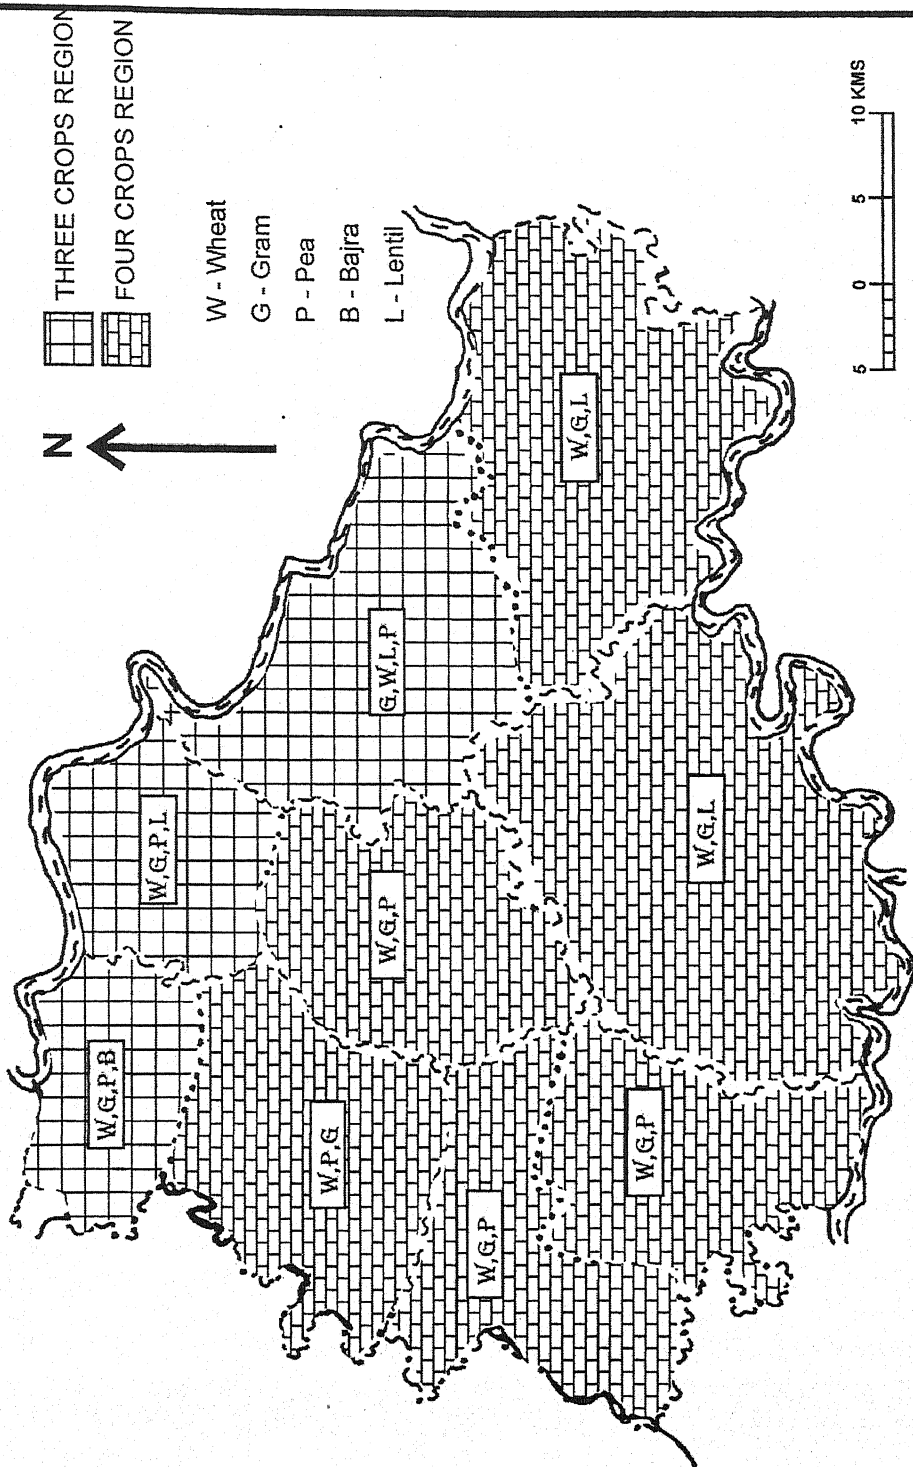 THREE CROPS REGION
FOUR CROPS REGION
N
W - Wheat
G - Gram
P - Pea
B - Bajra
L - Lentil
W,G,P,B
W,G,P,L
G,W,L,P
W,P,G
W,G,P
W,G,L
W,G,P
W,G,P
W,G,L
5 0 5 10 KMS